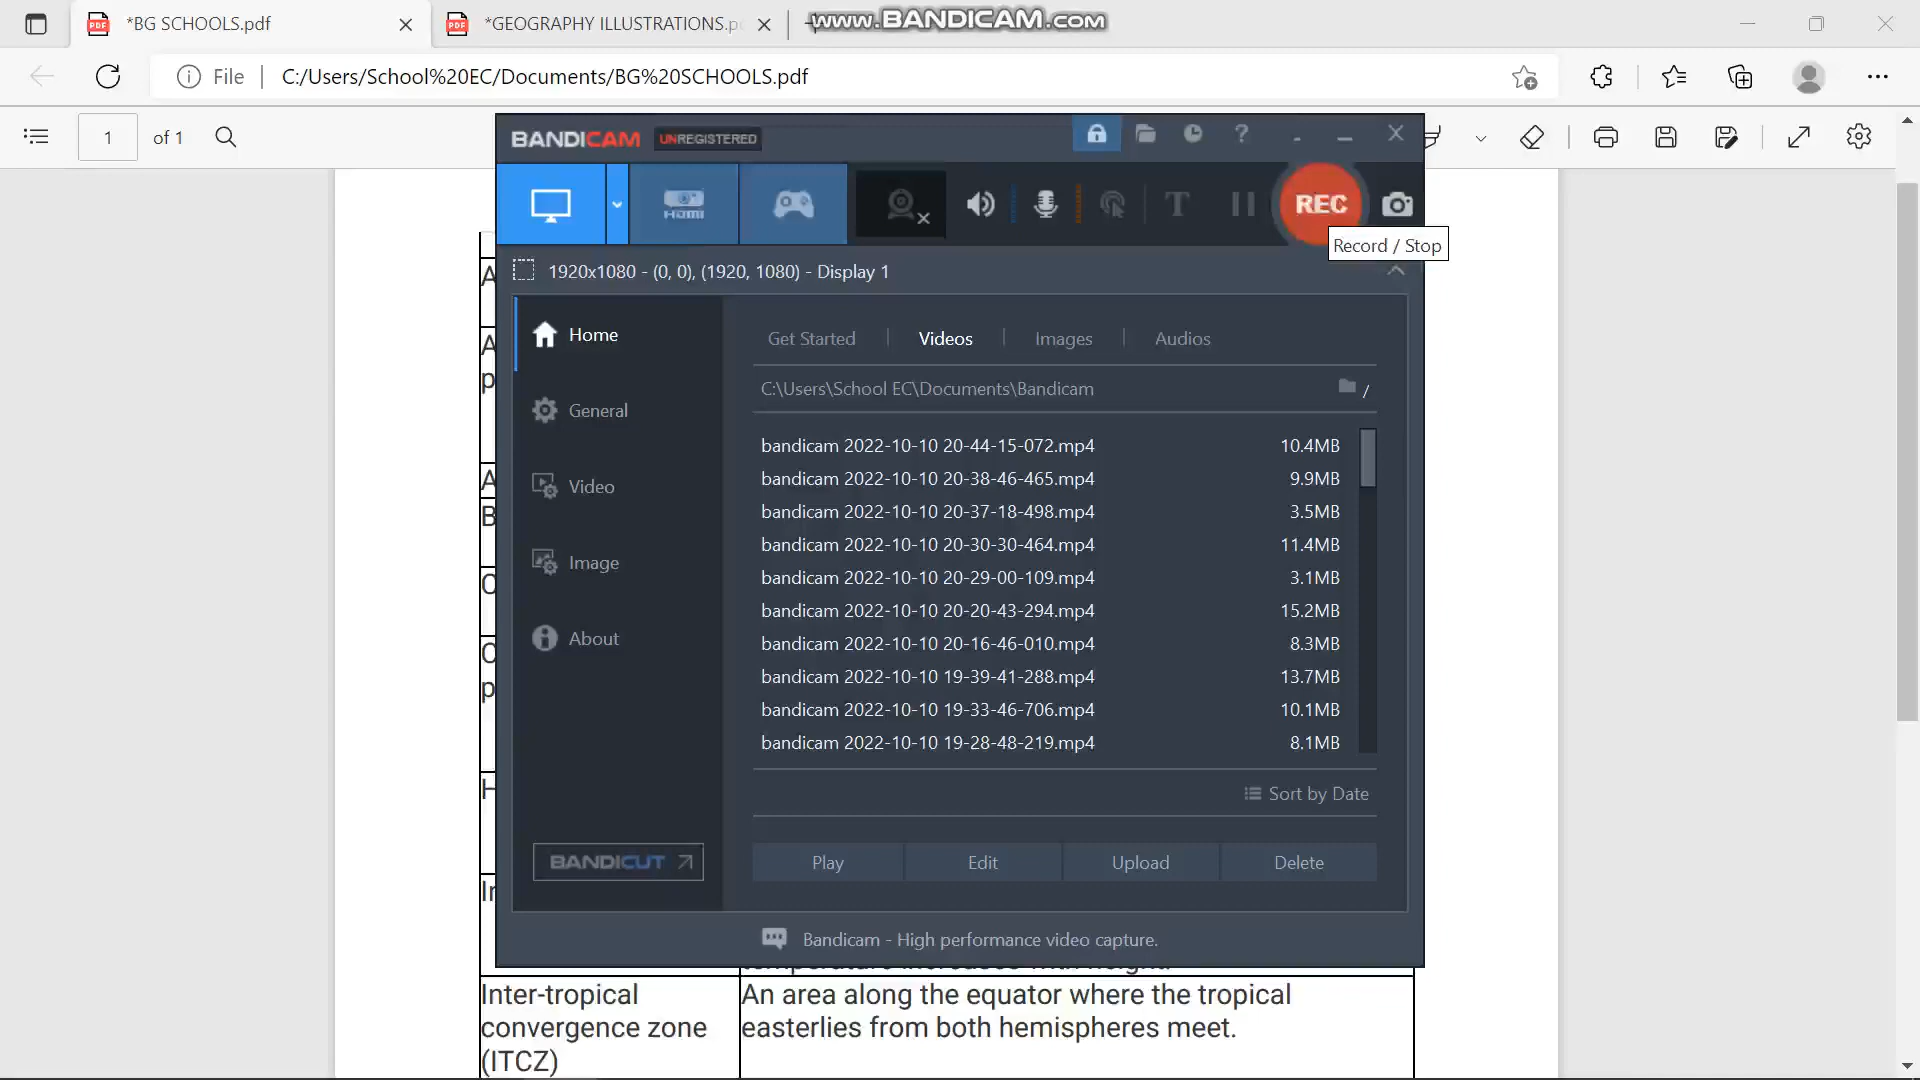 *BG SCHOOLS.pdf
*GEOGRAPHY ILLUSTRATIONS.p
www.BANDICAM.com
File
C:/Users/School%20EC/Documents/BG%20SCHOOLS.pdf
1 of 1
BANDICAM UNREGISTERED
HDMI
T
REC
Record / Stop
1920x1080 - (0, 0), (1920, 1080) - Display 1
Home
General
Video
Image
About
BANDICUT
Get Started
Videos
Images
Audios
C:\Users\School EC\Documents\Bandicam
/
bandicam 2022-10-10 20-44-15-072.mp4 10.4MB
bandicam 2022-10-10 20-38-46-465.mp4 9.9MB
bandicam 2022-10-10 20-37-18-498.mp4 3.5MB
bandicam 2022-10-10 20-30-30-464.mp4 11.4MB
bandicam 2022-10-10 20-29-00-109.mp4 3.1MB
bandicam 2022-10-10 20-20-43-294.mp4 15.2MB
bandicam 2022-10-10 20-16-46-010.mp4 8.3MB
bandicam 2022-10-10 19-39-41-288.mp4 13.7MB
bandicam 2022-10-10 19-33-46-706.mp4 10.1MB
bandicam 2022-10-10 19-28-48-219.mp4 8.1MB
Sort by Date
Play
Edit
Upload
Delete
Bandicam - High performance video capture.
A
A
p
A
B
C
C
p
H
In
Inter-tropical
convergence zone
(ITCZ)
An area along the equator where the tropical
easterlies from both hemispheres meet.